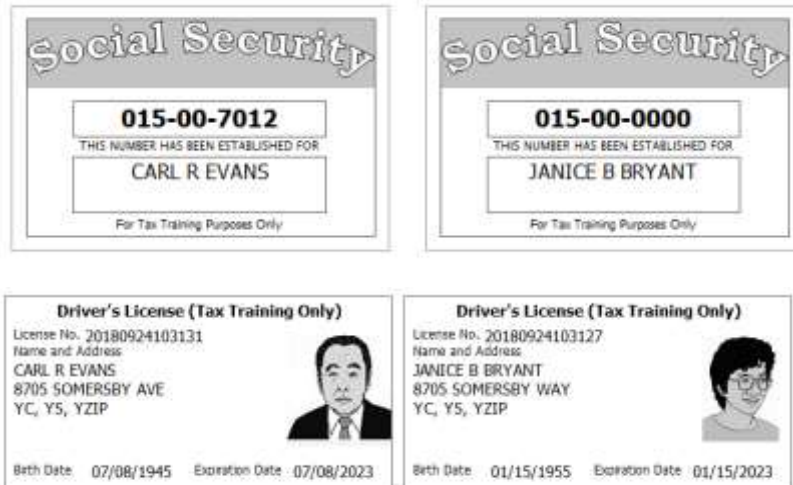 Social Security
015-00-7012
THIS NUMBER HAS BEEN ESTABLISHED FOR
CARL R EVANS
For Tax Training Purposes Only
Social Security
015-00-0000
THIS NUMBER HAS BEEN ESTABLISHED FOR
JANICE B BRYANT
For Tax Training Purposes Only
Driver's License (Tax Training Only)
License No. 20180924103131
Name and Address
CARL R EVANS
8705 SOMERSBY AVE
YC, YS, YZIP
Birth Date 07/08/1945 Expiration Date 07/08/2023
Driver's License (Tax Training Only)
License No. 20180924103127
Name and Address
JANICE B BRYANT
8705 SOMERSBY WAY
YC, YS, YZIP
Birth Date 01/15/1955 Expiration Date 01/15/2023